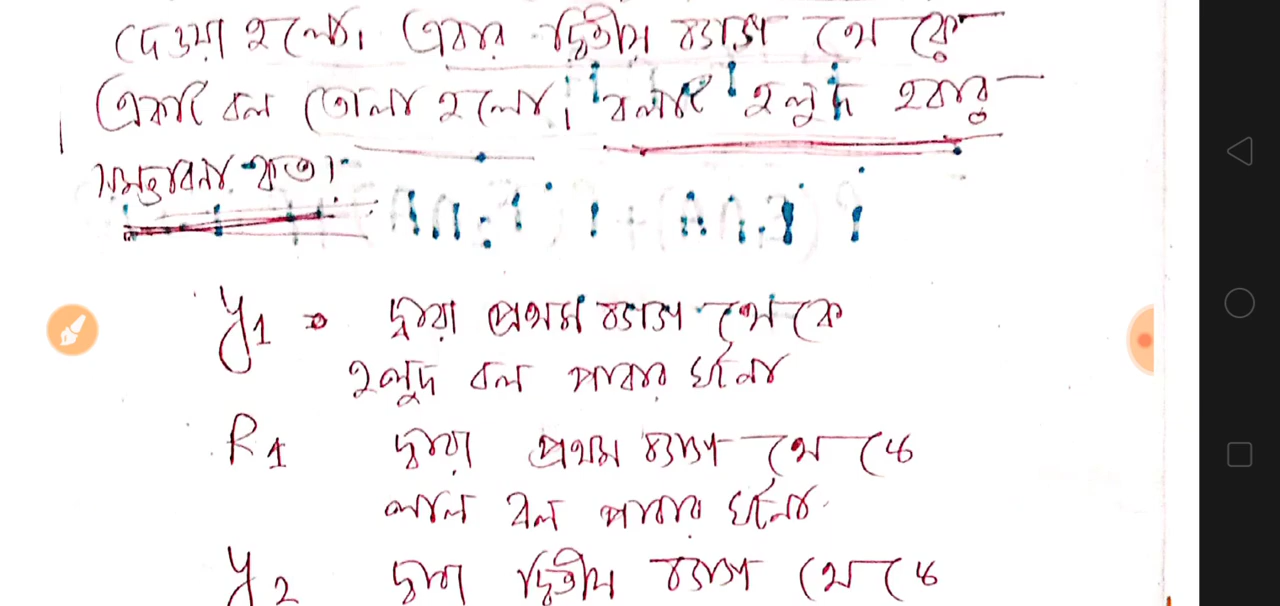 দেওয়া হলো। এবার দ্বিতীয় ব্যাগ থেকে
একটি বল তোলা হলো। বলটি হলুদ হবার
সম্ভাবনা কত।
y1 → দ্বারা প্রথম ব্যাগ থেকে
হলুদ বল পাবার ঘটনা
R1 দ্বারা প্রথম ব্যাগ থেকে
লাল বল পাবার ঘটনা
y2 দ্বারা দ্বিতীয় ব্যাগ থেকে